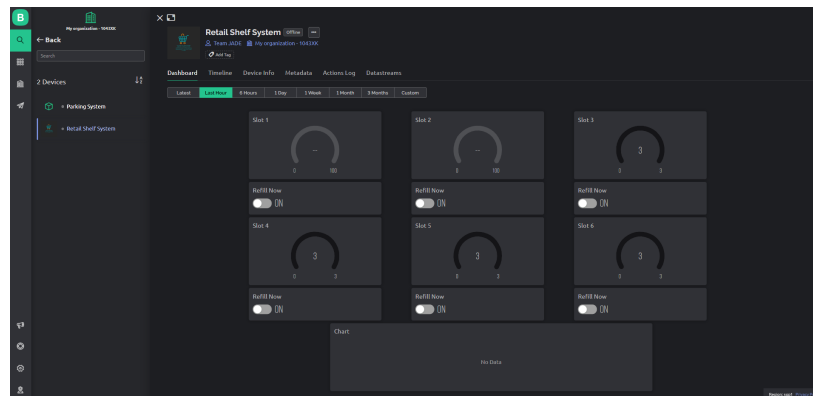 B
My organization - 1043XK
← Back
Search
2 Devices
Parking System
Retail Shelf System
Retail Shelf System Offline
Team JADE My organization - 1043XK
Add Tag
Dashboard Timeline Device Info Metadata Actions Log Datastreams
Latest Last Hour 6 Hours 1 Day 1 Week 1 Month 3 Months Custom
Slot 1 Slot 2 Slot 3
-- -- 3
0 100 0 100 0 3
Refill Now Refill Now Refill Now
ON ON ON
Slot 4 Slot 5 Slot 6
3 3 3
0 3 0 3 0 3
Refill Now Refill Now Refill Now
ON ON ON
Chart
No Data